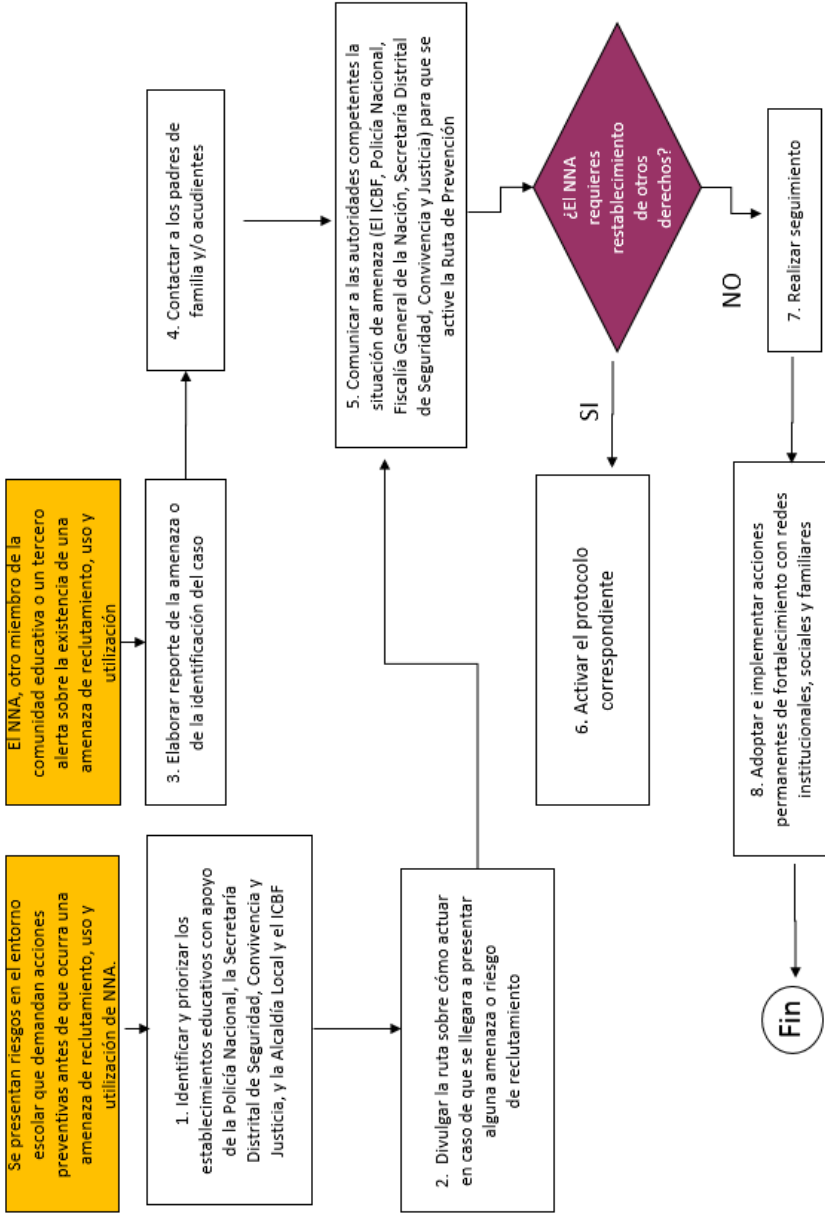 Se presentan riesgos en el entorno
escolar que demandan acciones
preventivas antes de que ocurra una
amenaza de reclutamiento, uso y
utilización de NNA.
1. Identificar y priorizar los
establecimientos educativos con apoyo
de la Policía Nacional, la Secretaría
Distrital de Seguridad, Convivencia y
Justicia, y la Alcaldía Local y el ICBF
2. Divulgar la ruta sobre cómo actuar
en caso de que se llegara a presentar
alguna amenaza o riesgo
de reclutamiento
El NNA, otro miembro de la
comunidad educativa o un tercero
alerta sobre la existencia de una
amenaza de reclutamiento, uso y
utilización
3. Elaborar reporte de la amenaza o
de la identificación del caso
4. Contactar a los padres de
familia y/o acudientes
5. Comunicar a las autoridades competentes la
situación de amenaza (El ICBF, Policía Nacional,
Fiscalía General de la Nación, Secretaría Distrital
de Seguridad, Convivencia y Justicia) para que se
active la Ruta de Prevención
¿El NNA
requieres
restablecimiento
de otros
derechos?
SI
6. Activar el protocolo
correspondiente
NO
7. Realizar seguimiento
8. Adoptar e implementar acciones
permanentes de fortalecimiento con redes
institucionales, sociales y familiares
Fin